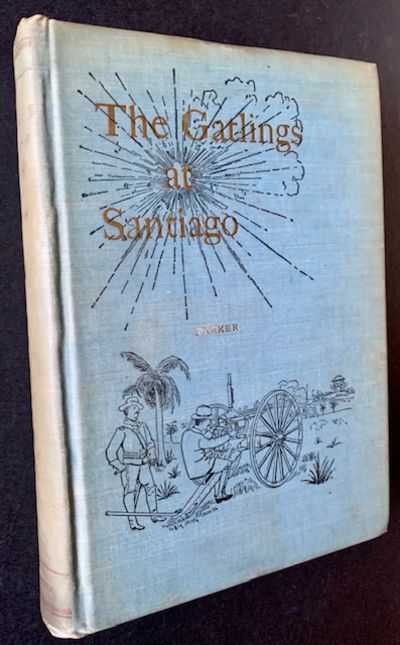 The Gatlings
at
Santiago
PARKER